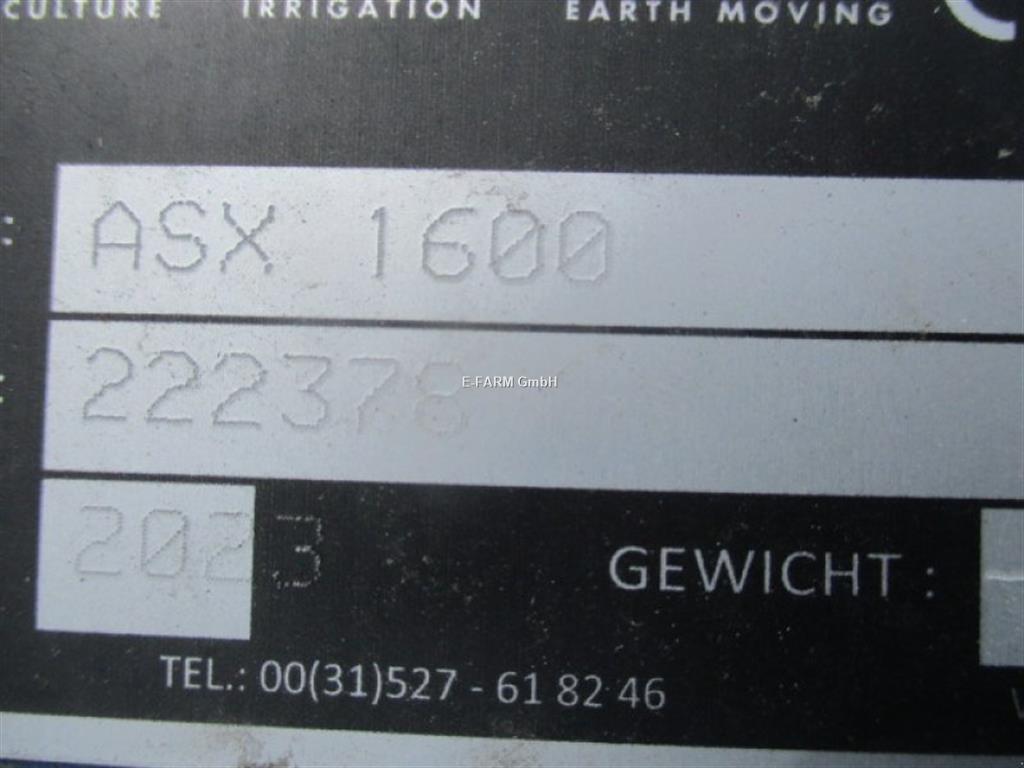 CULTURE IRRIGATION EARTH MOVING
ASX 1600
222378
E-FARM GmbH
2023
GEWICHT :
TEL.: 00(31)527 - 61 82 46